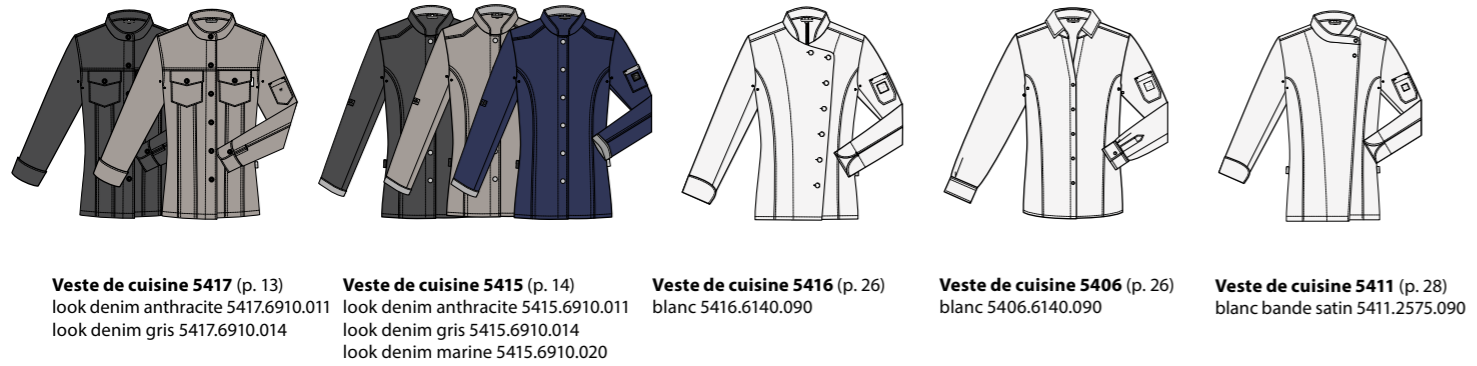 Veste de cuisine 5417 (p. 13)
look denim anthracite 5417.6910.011
look denim gris 5417.6910.014
Veste de cuisine 5415 (p. 14)
look denim anthracite 5415.6910.011
look denim gris 5415.6910.014
look denim marine 5415.6910.020
Veste de cuisine 5416 (p. 26)
blanc 5416.6140.090
Veste de cuisine 5406 (p. 26)
blanc 5406.6140.090
Veste de cuisine 5411 (p. 28)
blanc bande satin 5411.2575.090